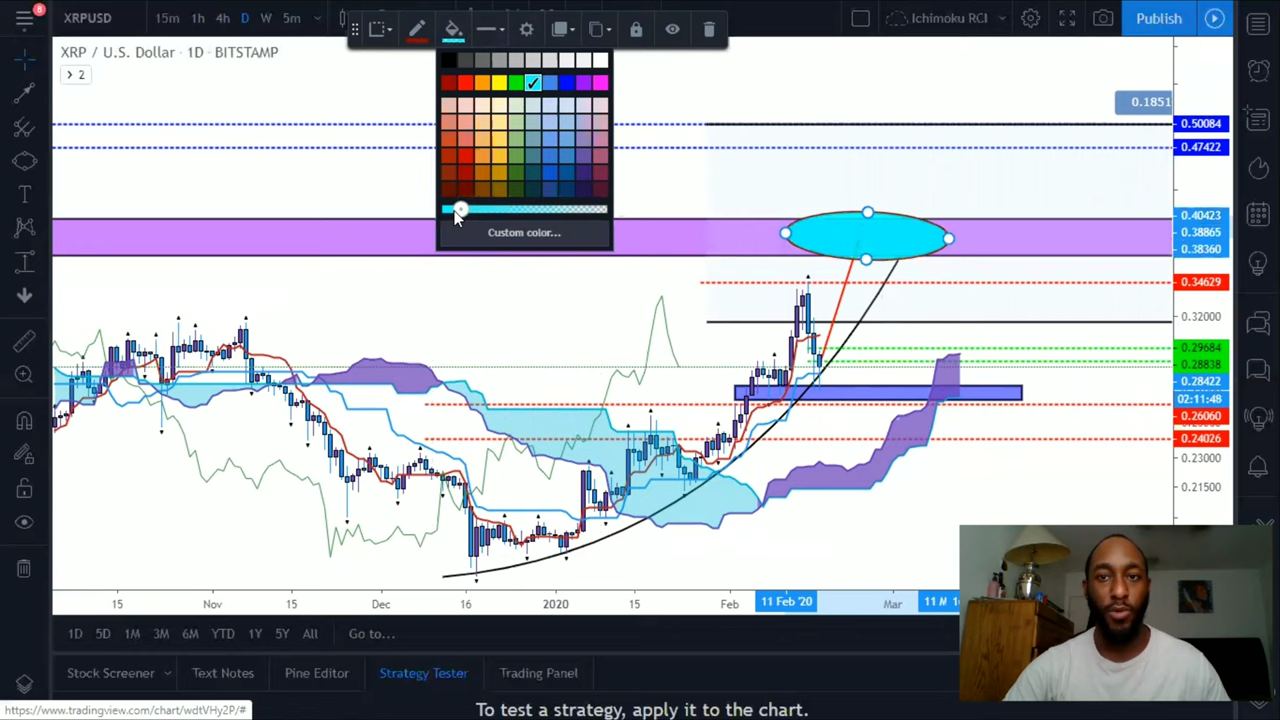 8
XRPUSD
15m 1h 4h D W 5m
Ichimoku RCI
Publish
XRP / U.S. Dollar · 1D · BITSTAMP
2
Custom color...
0.1851
0.50084
0.47422
0.40423
0.38865
0.38360
0.34629
0.32000
0.29684
0.28838
0.28422
02:11:48
0.26060
0.24026
0.23000
0.21500
15 Nov 15 Dec 16 2020 15 Feb 11 Feb '20 Mar
1D 5D 1M 3M 6M YTD 1Y 5Y All Go to...
Stock Screener Text Notes Pine Editor Strategy Tester Trading Panel
https://www.tradingview.com/chart/wdtVHy2P/#
To test a strategy, apply it to the chart.